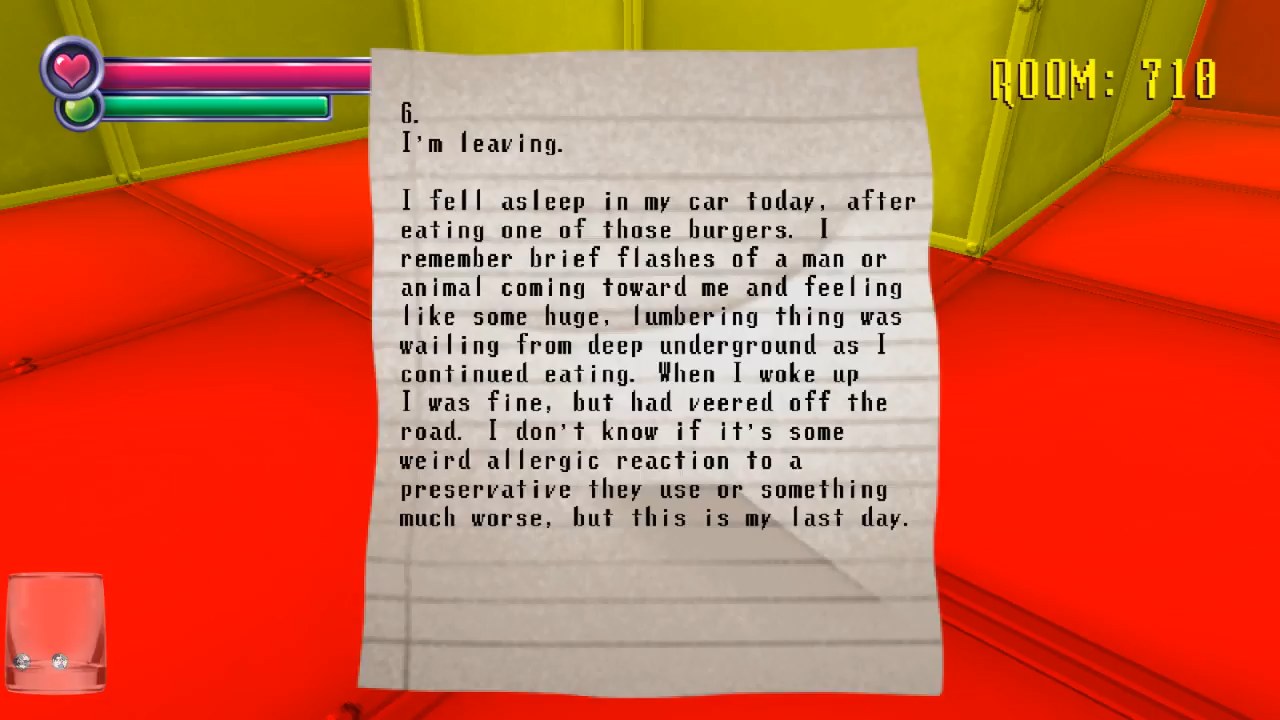 ROOM: 710
6.
I'm leaving.
I fell asleep in my car today, after
eating one of those burgers. I
remember brief flashes of a man or
animal coming toward me and feeling
like some huge, lumbering thing was
wailing from deep underground as I
continued eating. When I woke up
I was fine, but had veered off the
road. I don't know if it's some
weird allergic reaction to a
preservative they use or something
much worse, but this is my last day.